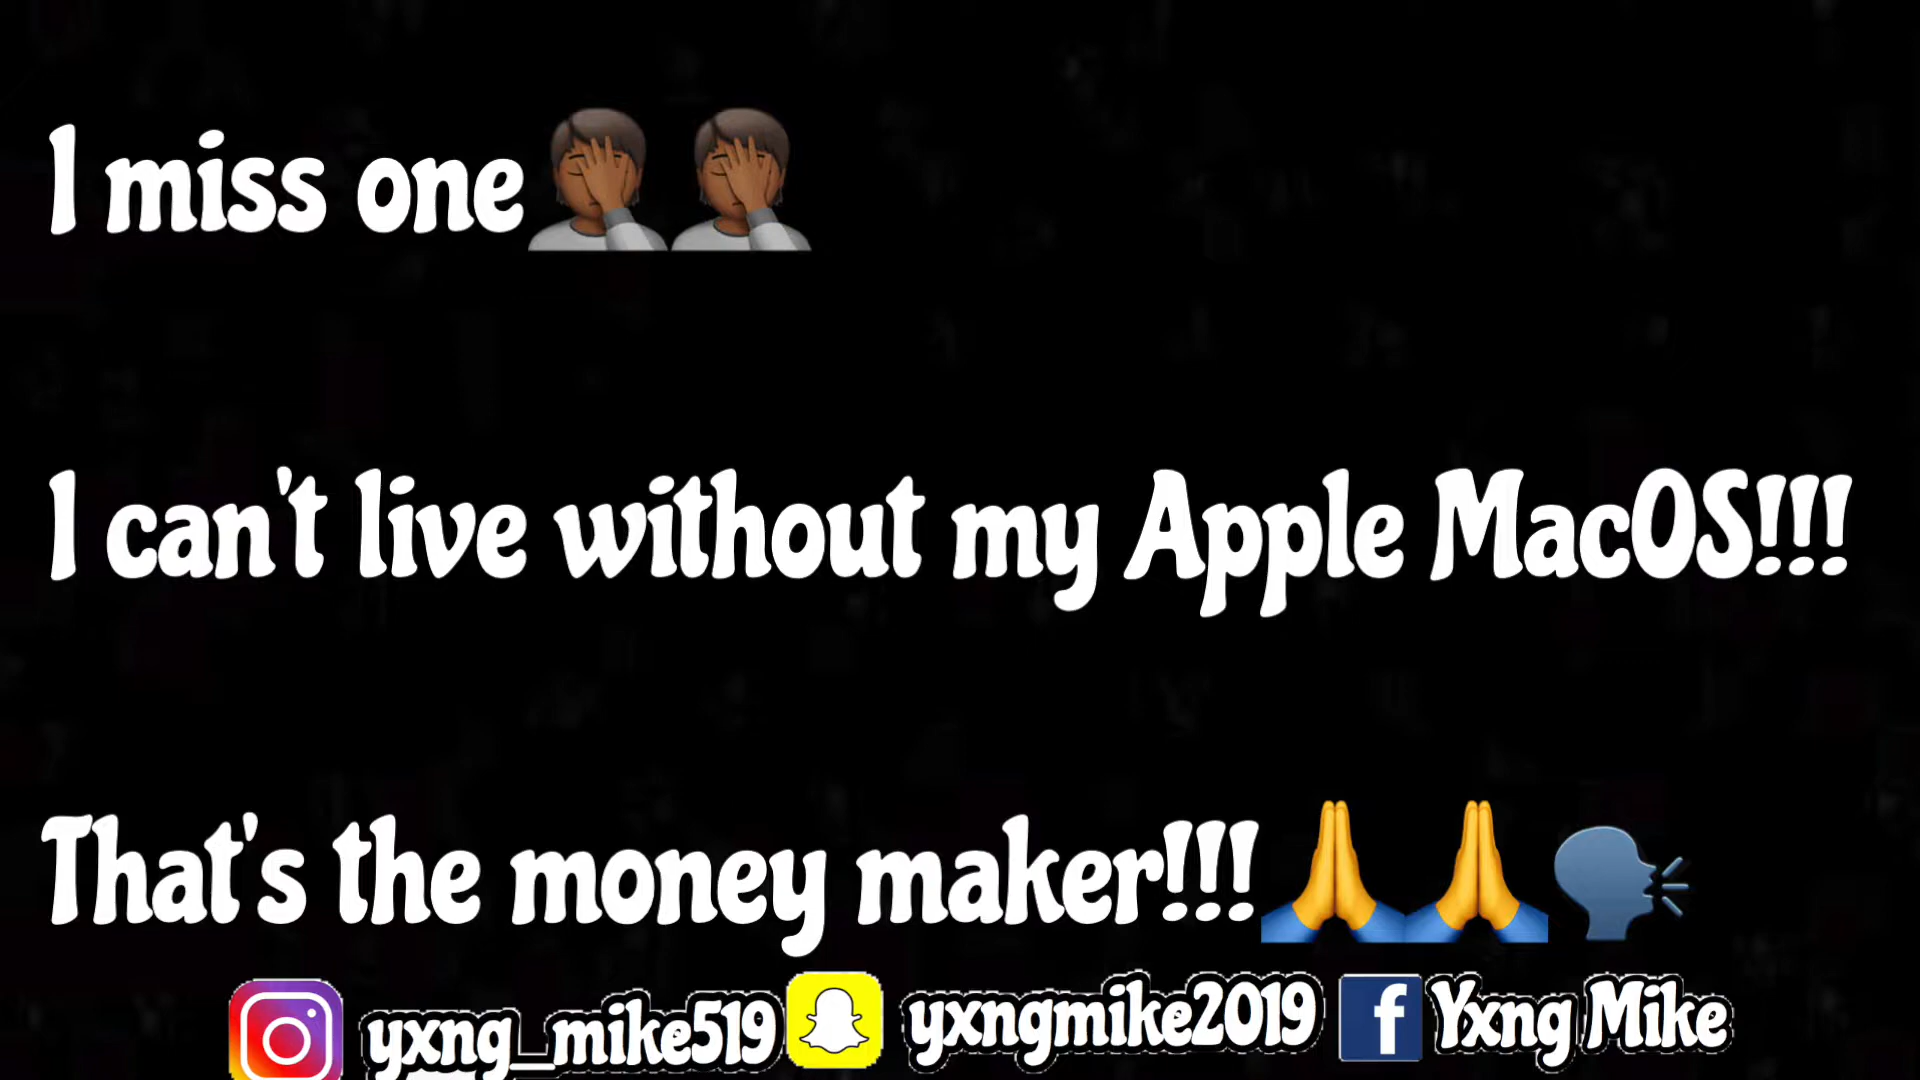 I miss one🤦🏾🤦🏾
I can't live without my Apple MacOS!!!
That's the money maker!!!🙏🙏🗣
yxng_mike519 yxngmike2019 Yxng Mike